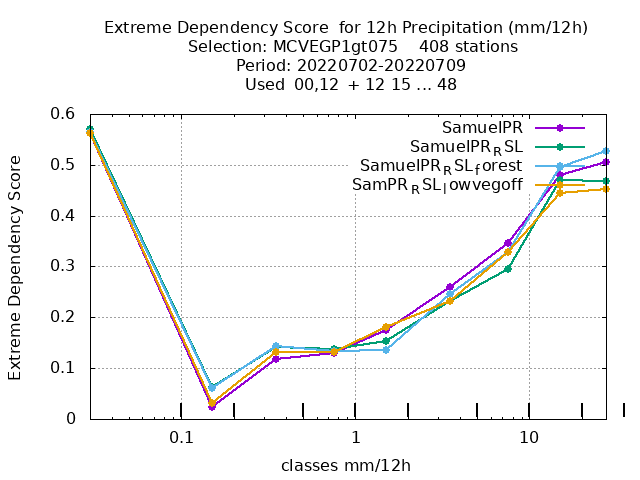 Extreme Dependency Score  for 12h Precipitation (mm/12h)
Selection: MCVEGP1gt075    408 stations
Period: 20220702-20220709
Used  00,12  + 12 15 ... 48
SamuelPR
SamuelPR_RSL
SamuelPR_RSL_forest
SamPR_RSL_lowvegoff
Extreme Dependency Score
0.6
0.5
0.4
0.3
0.2
0.1
0
0.1
1
10
classes mm/12h